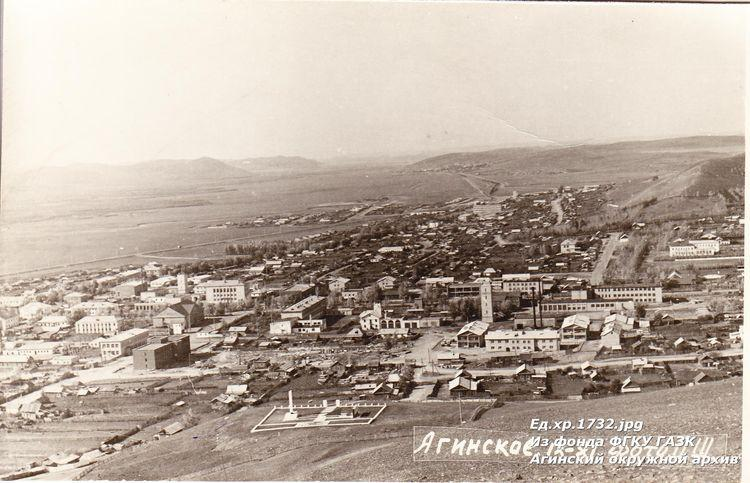 Ед.хр.1732.jpg
Из фонда ФГКУ ГАЗК
Агинский окружной архив
Агинское